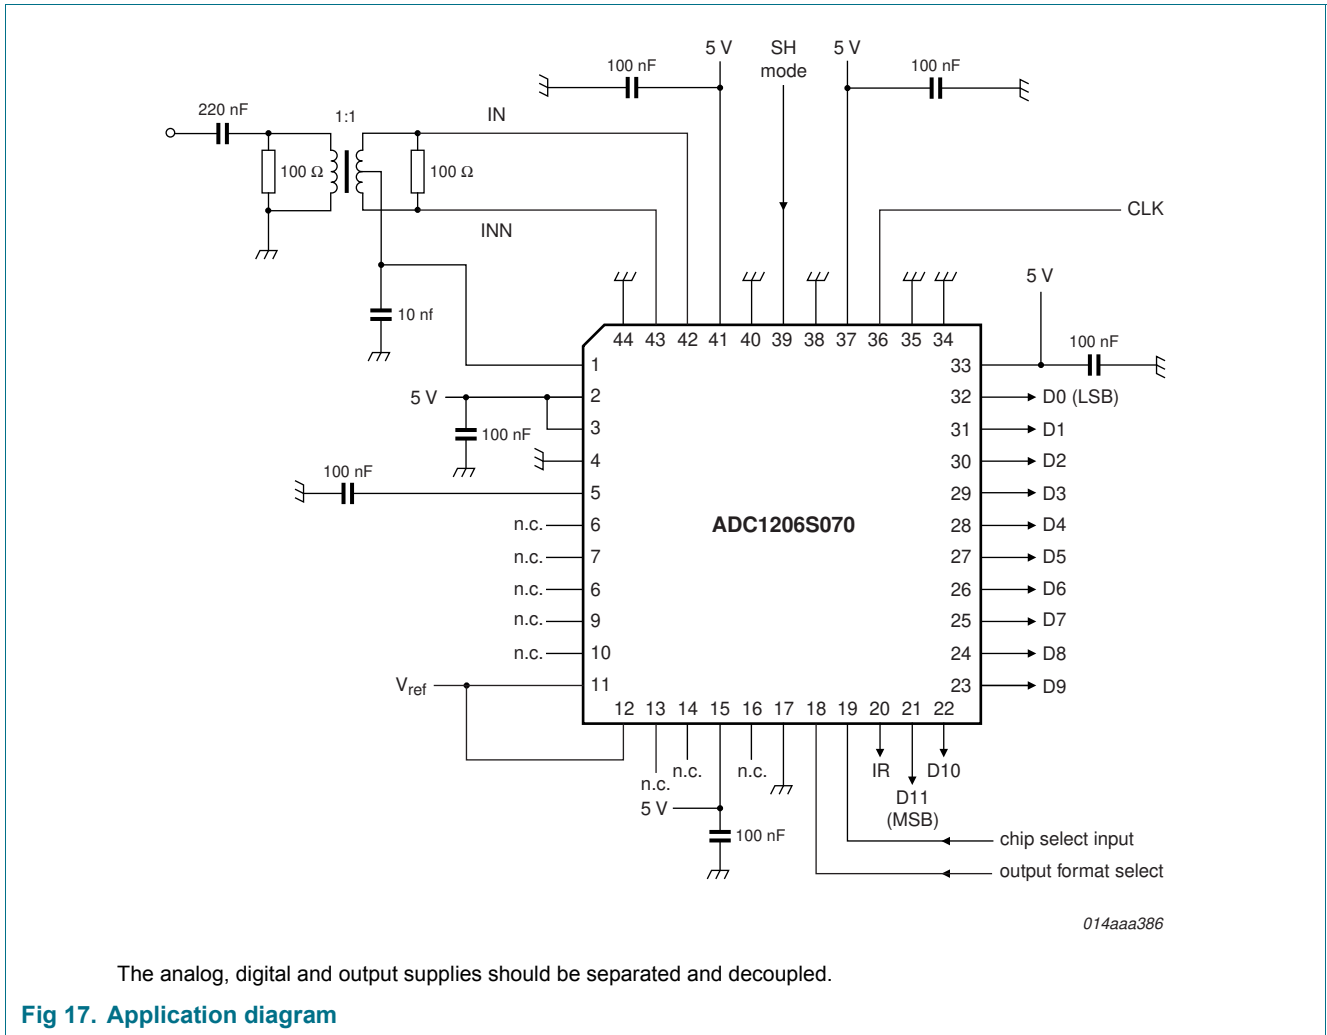 5 V
SH
mode
5 V
100 nF
100 nF
220 nF
1:1
IN
100 Ω
100 Ω
INN
CLK
10 nf
5 V
44 43 42 41 40 39 38 37 36 35 34
100 nF
1
33
5 V
2
32
D0 (LSB)
100 nF
3
31
D1
4
30
D2
100 nF
5
29
D3
ADC1206S070
n.c.
6
28
D4
n.c.
7
27
D5
n.c.
6
26
D6
n.c.
9
25
D7
n.c.
10
24
D8
Vref
11
23
D9
12 13 14 15 16 17 18 19 20 21 22
n.c.
n.c.
n.c.
IR
D10
D11
(MSB)
5 V
100 nF
chip select input
output format select
014aaa386
The analog, digital and output supplies should be separated and decoupled.
Fig 17. Application diagram